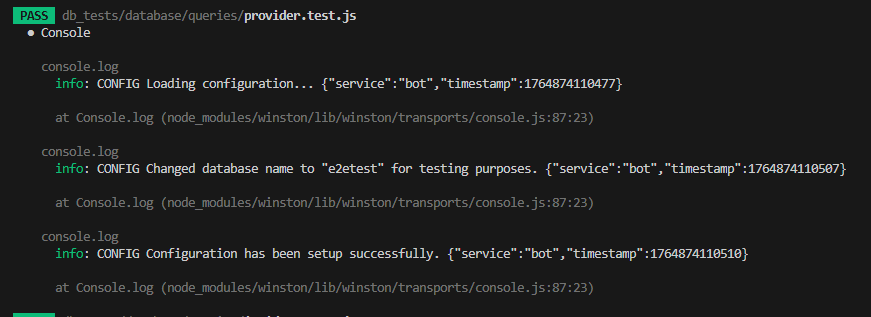 PASS db_tests/database/queries/provider.test.js
● Console
console.log
info: CONFIG Loading configuration... {"service":"bot","timestamp":1764874110477}
at Console.log (node_modules/winston/lib/winston/transports/console.js:87:23)
console.log
info: CONFIG Changed database name to "e2etest" for testing purposes. {"service":"bot","timestamp":1764874110507}
at Console.log (node_modules/winston/lib/winston/transports/console.js:87:23)
console.log
info: CONFIG Configuration has been setup successfully. {"service":"bot","timestamp":1764874110510}
at Console.log (node_modules/winston/lib/winston/transports/console.js:87:23)